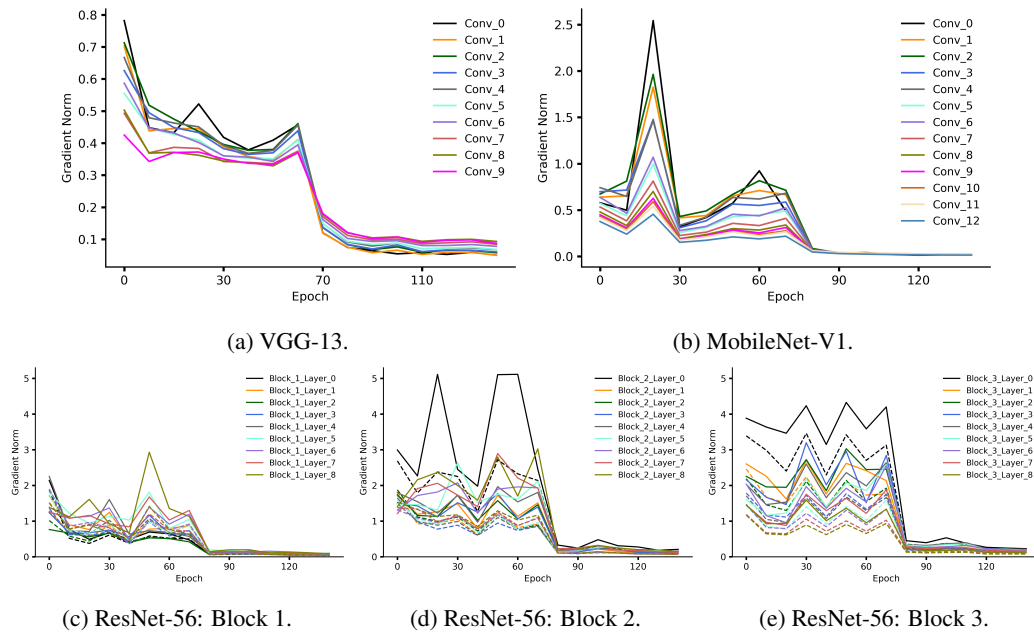 0.8
0.7
0.6
0.5
0.4
0.3
0.2
0.1
Gradient Norm
0 30 70 110
Epoch
Conv_0
Conv_1
Conv_2
Conv_3
Conv_4
Conv_5
Conv_6
Conv_7
Conv_8
Conv_9
(a) VGG-13.
2.5
2.0
1.5
1.0
0.5
0.0
Gradient Norm
0 30 60 90 120
Epoch
Conv_0
Conv_1
Conv_2
Conv_3
Conv_4
Conv_5
Conv_6
Conv_7
Conv_8
Conv_9
Conv_10
Conv_11
Conv_12
(b) MobileNet-V1.
5
4
3
2
1
0
Gradient Norm
0 30 60 90 120
Epoch
Block_1_Layer_0
Block_1_Layer_1
Block_1_Layer_2
Block_1_Layer_3
Block_1_Layer_4
Block_1_Layer_5
Block_1_Layer_6
Block_1_Layer_7
Block_1_Layer_8
(c) ResNet-56: Block 1.
5
4
3
2
1
0
Gradient Norm
0 30 60 90 120
Epoch
Block_2_Layer_0
Block_2_Layer_1
Block_2_Layer_2
Block_2_Layer_3
Block_2_Layer_4
Block_2_Layer_5
Block_2_Layer_6
Block_2_Layer_7
Block_2_Layer_8
(d) ResNet-56: Block 2.
5
4
3
2
1
0
Gradient Norm
0 30 60 90 120
Epoch
Block_3_Layer_0
Block_3_Layer_1
Block_3_Layer_2
Block_3_Layer_3
Block_3_Layer_4
Block_3_Layer_5
Block_3_Layer_6
Block_3_Layer_7
Block_3_Layer_8
(e) ResNet-56: Block 3.